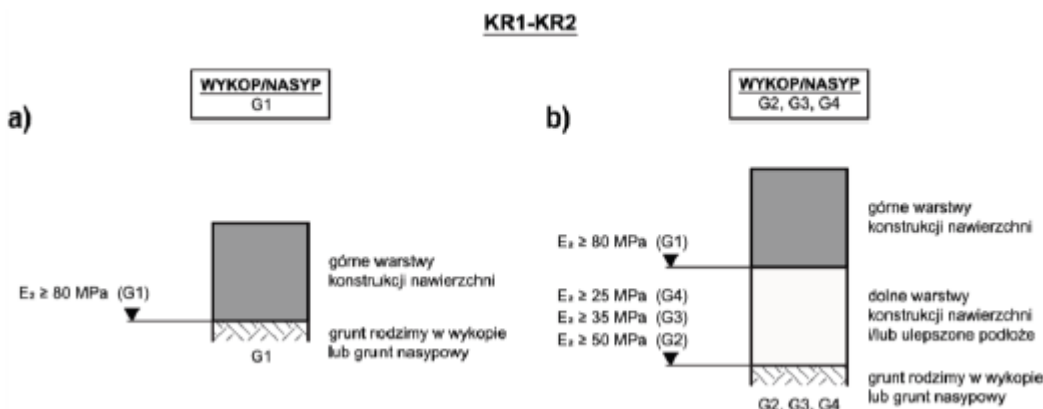 KR1-KR2
WYKOP/NASYP
G1
a)
E₂ ≥ 80 MPa (G1)
górne warstwy
konstrukcji nawierzchni
grunt rodzimy w wykopie
lub grunt nasypowy
G1
WYKOP/NASYP
G2, G3, G4
b)
E₂ ≥ 80 MPa (G1)
górne warstwy
konstrukcji nawierzchni
E₂ ≥ 25 MPa (G4)
E₂ ≥ 35 MPa (G3)
E₂ ≥ 50 MPa (G2)
dolne warstwy
konstrukcji nawierzchni
i/lub ulepszone podłoże
grunt rodzimy w wykopie
lub grunt nasypowy
G2, G3, G4